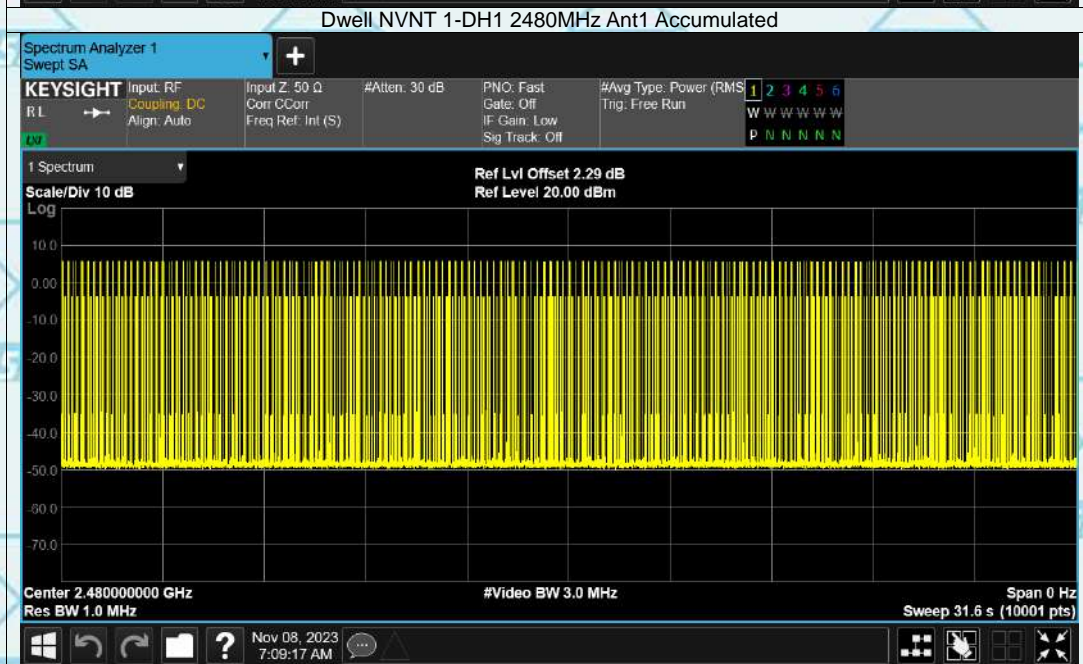 Dwell NVNT 1-DH1 2480MHz Ant1 Accumulated
Spectrum Analyzer 1
Swept SA
+
KEYSIGHT Input: RF Input Z: 50 Ω #Atten: 30 dB PNO: Fast #Avg Type: Power (RMS 1 2 3 4 5 6
RL Coupling: DC Corr CCorr Gate: Off Trig: Free Run W W W W W W
Align: Auto Freq Ref: Int (S) IF Gain: Low
LXI Sig Track: Off P N N N N N
1 Spectrum Ref Lvl Offset 2.29 dB
Scale/Div 10 dB Ref Level 20.00 dBm
Log
10.0
0.00
-10.0
-20.0
-30.0
-40.0
-50.0
-60.0
-70.0
Center 2.480000000 GHz #Video BW 3.0 MHz Span 0 Hz
Res BW 1.0 MHz Sweep 31.6 s (10001 pts)
? Nov 08, 2023
7:09:17 AM